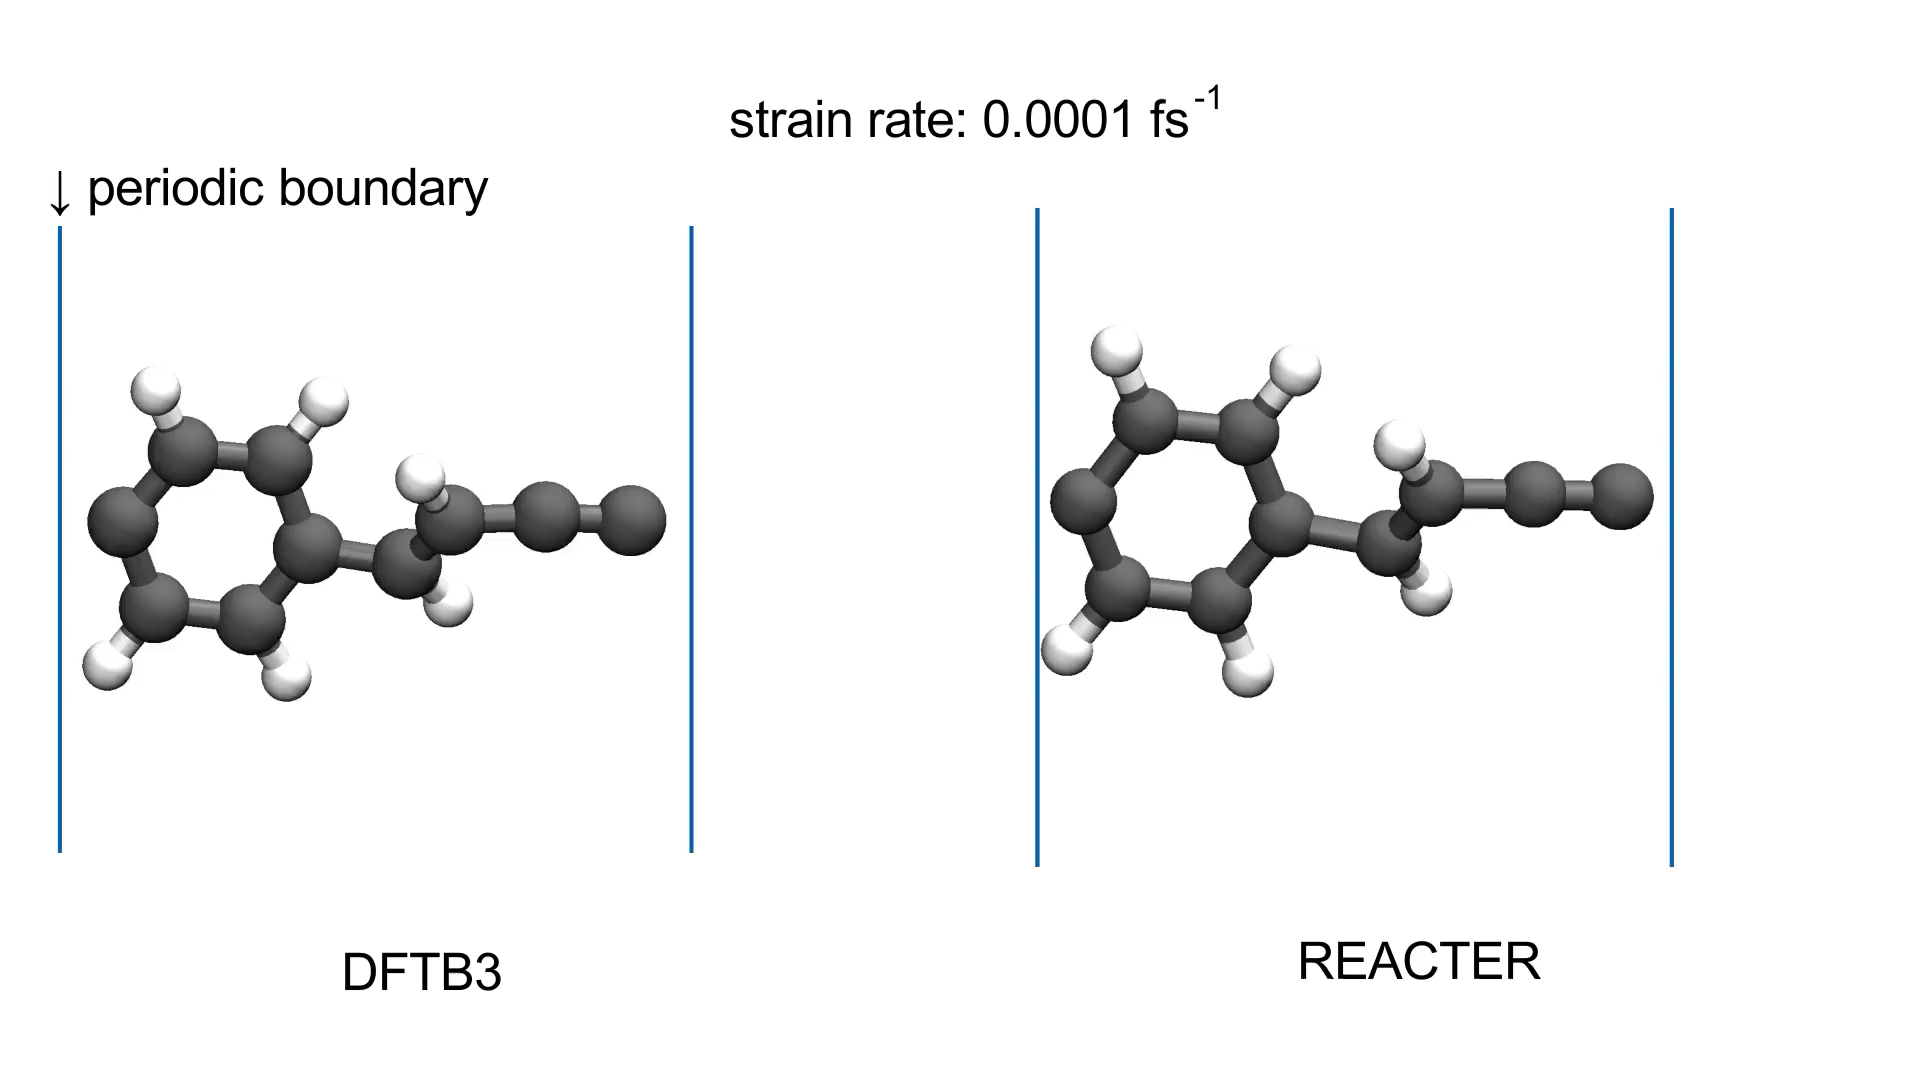 strain rate: 0.0001 fs⁻¹
↓ periodic boundary
DFTB3
REACTER